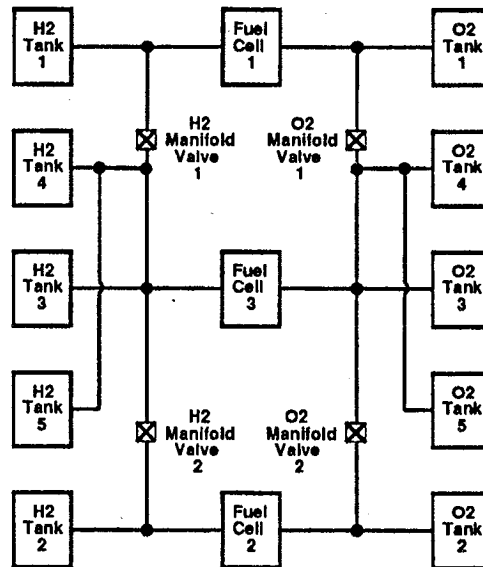 H2
Tank
1
Fuel
Cell
1
O2
Tank
1
H2
Manifold
Valve
1
O2
Manifold
Valve
1
H2
Tank
4
O2
Tank
4
H2
Tank
3
Fuel
Cell
3
O2
Tank
3
H2
Tank
5
H2
Manifold
Valve
2
O2
Manifold
Valve
2
O2
Tank
5
H2
Tank
2
Fuel
Cell
2
O2
Tank
2